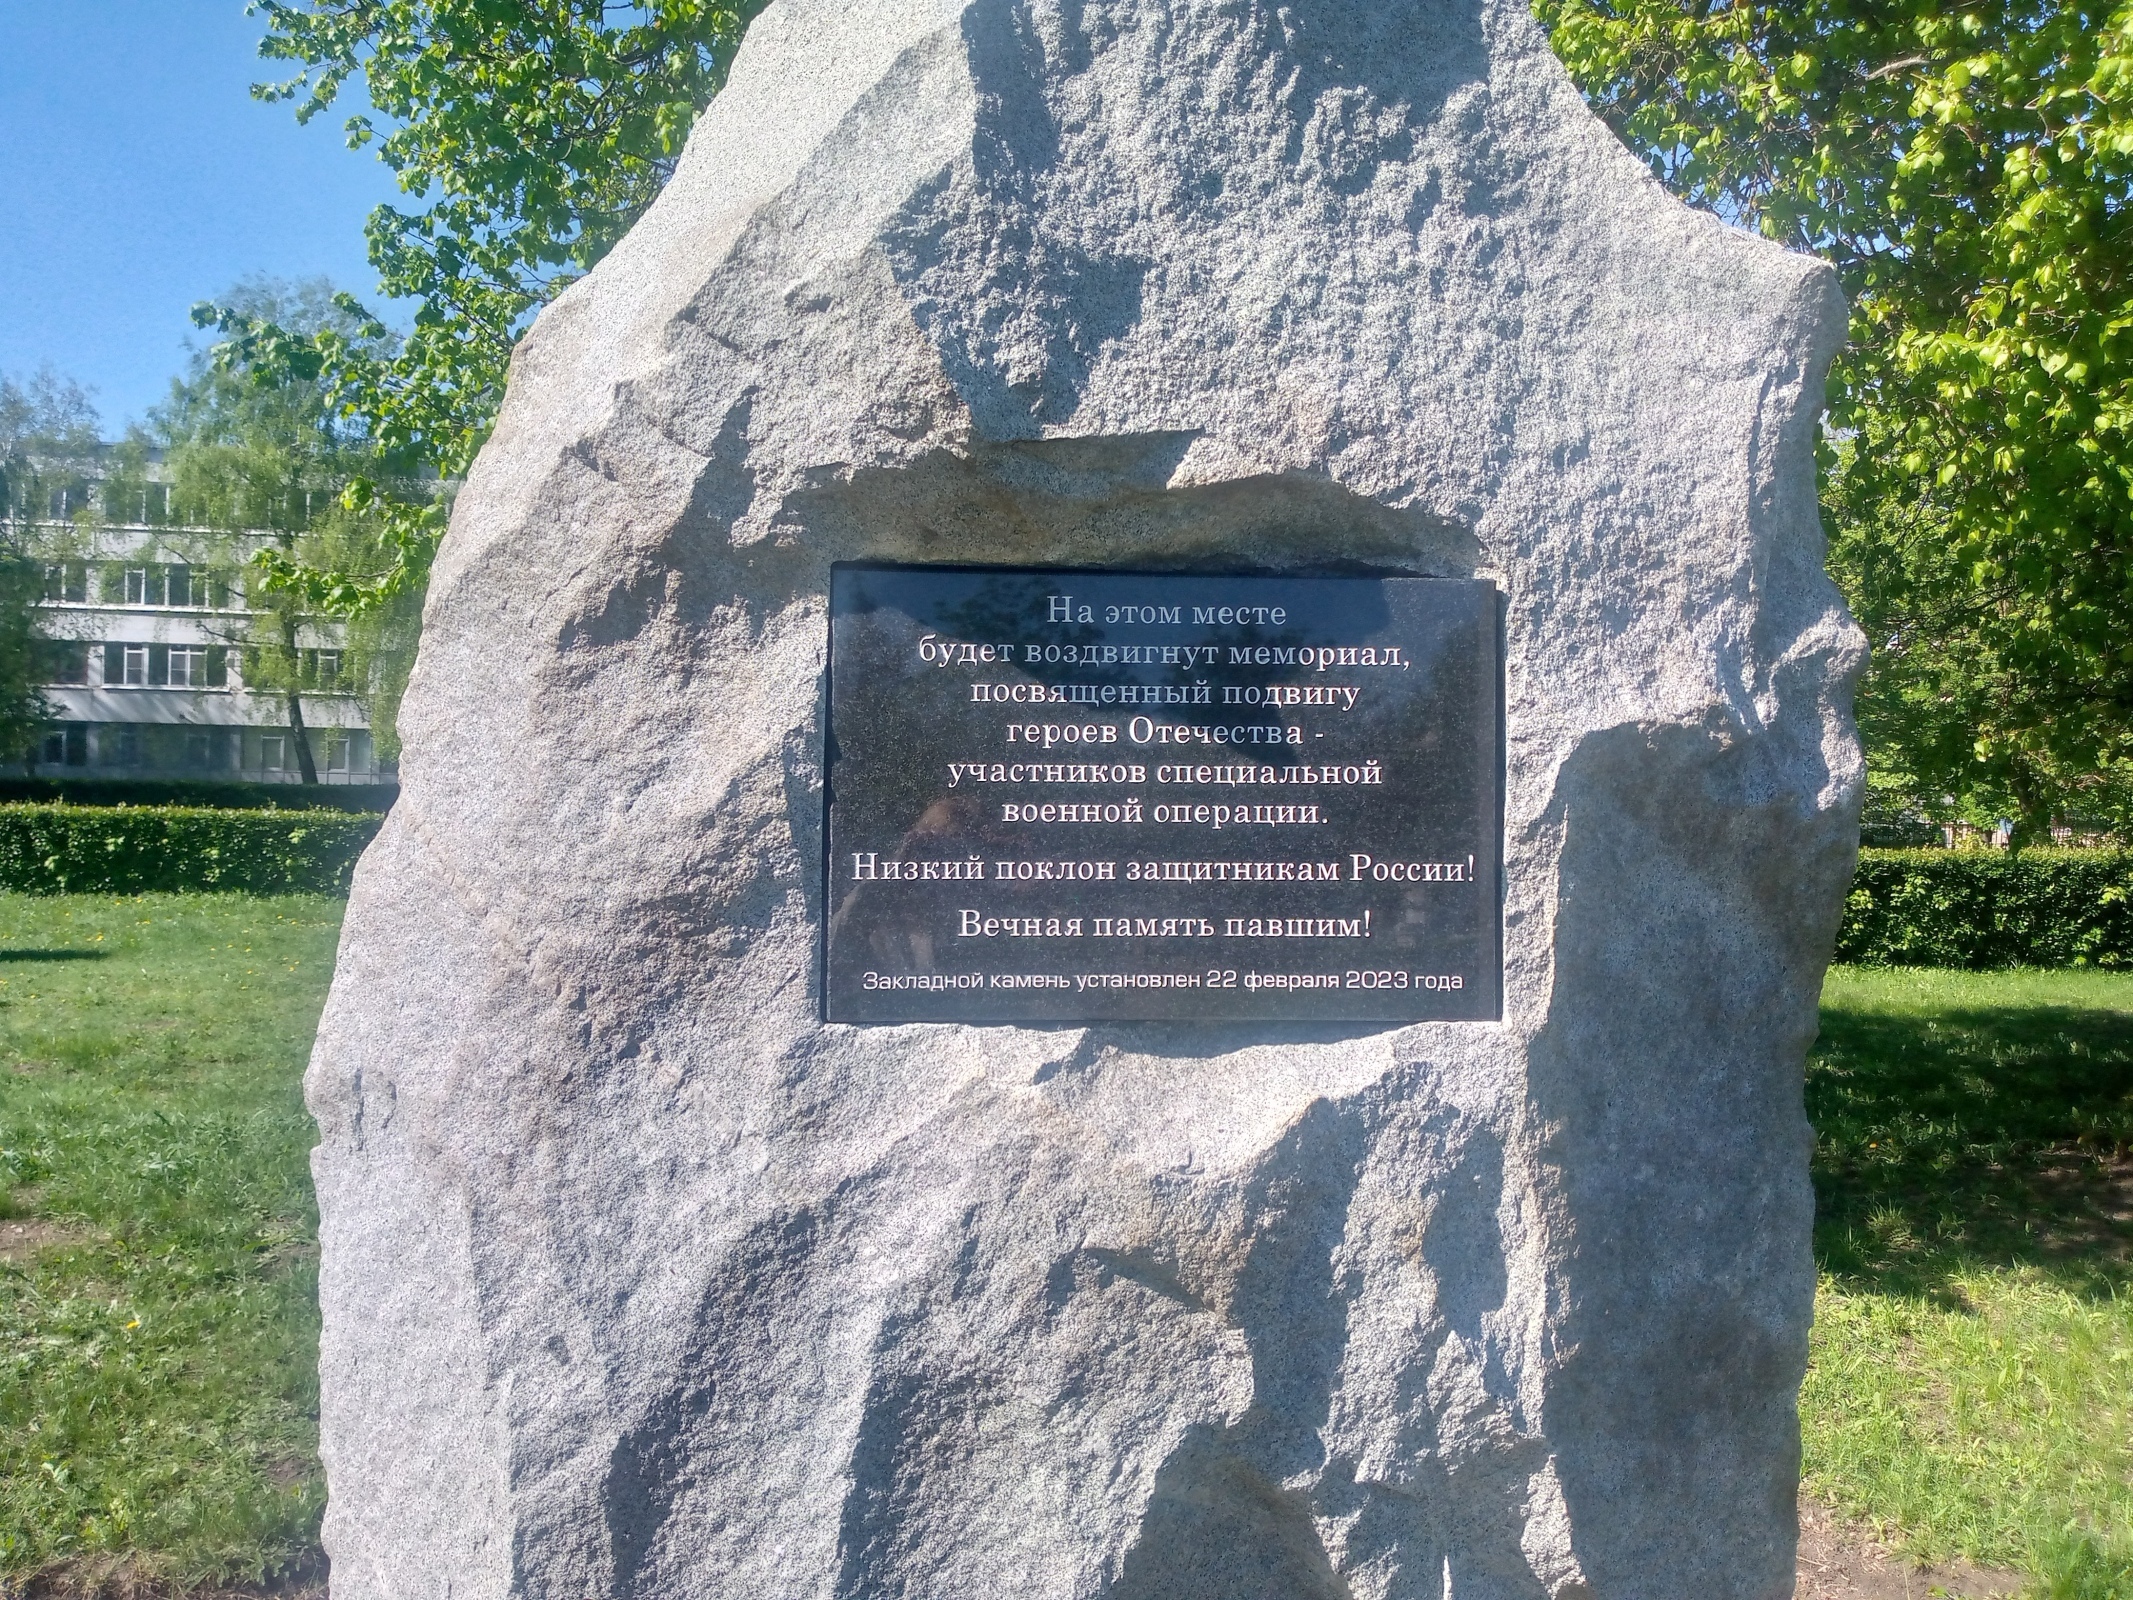 На этом месте
будет воздвигнут мемориал,
посвященный подвигу
героев Отечества -
участников специальной
военной операции.
Низкий поклон защитникам России!
Вечная память павшим!
Закладной камень установлен 22 февраля 2023 года